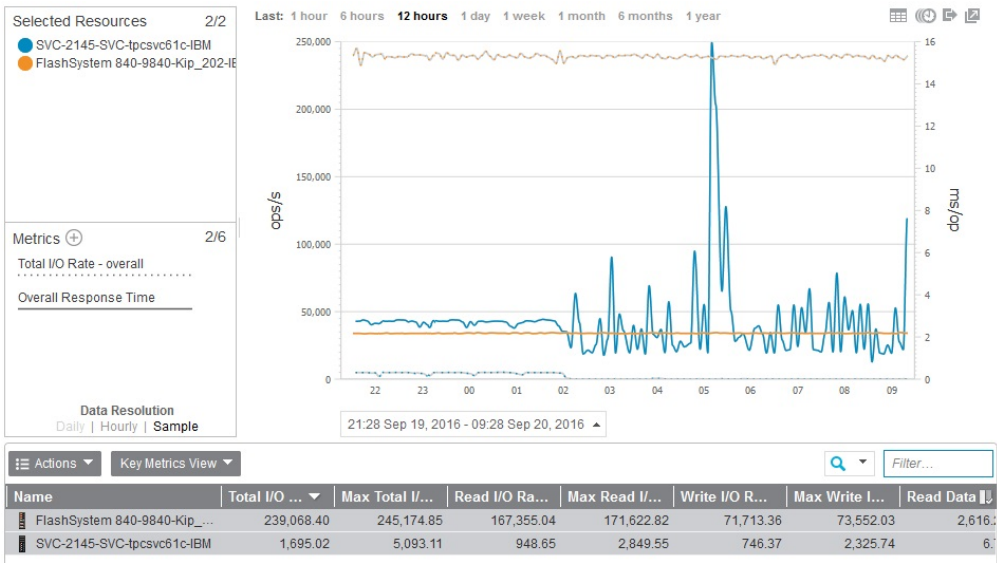 Selected Resources 2/2
SVC-2145-SVC-tpcsvc61c-IBM
FlashSystem 840-9840-Kip_202-IE
Metrics 2/6
Total I/O Rate - overall
Overall Response Time
Data Resolution
Daily | Hourly | Sample
Last: 1 hour 6 hours 12 hours 1 day 1 week 1 month 6 months 1 year
250,000
200,000
150,000
100,000
50,000
0
ops/s
16
14
12
10
8
6
4
2
0
ms/op
22 23 00 01 02 03 04 05 06 07 08 09
21:28 Sep 19, 2016 - 09:28 Sep 20, 2016
Actions Key Metrics View Filter...
Name Total I/O ... Max Total I/... Read I/O Ra... Max Read I/... Write I/O R... Max Write I... Read Data
FlashSystem 840-9840-Kip_... 239,068.40 245,174.85 167,355.04 171,622.82 71,713.36 73,552.03 2,616.
SVC-2145-SVC-tpcsvc61c-IBM 1,695.02 5,093.11 948.65 2,849.55 746.37 2,325.74 6.